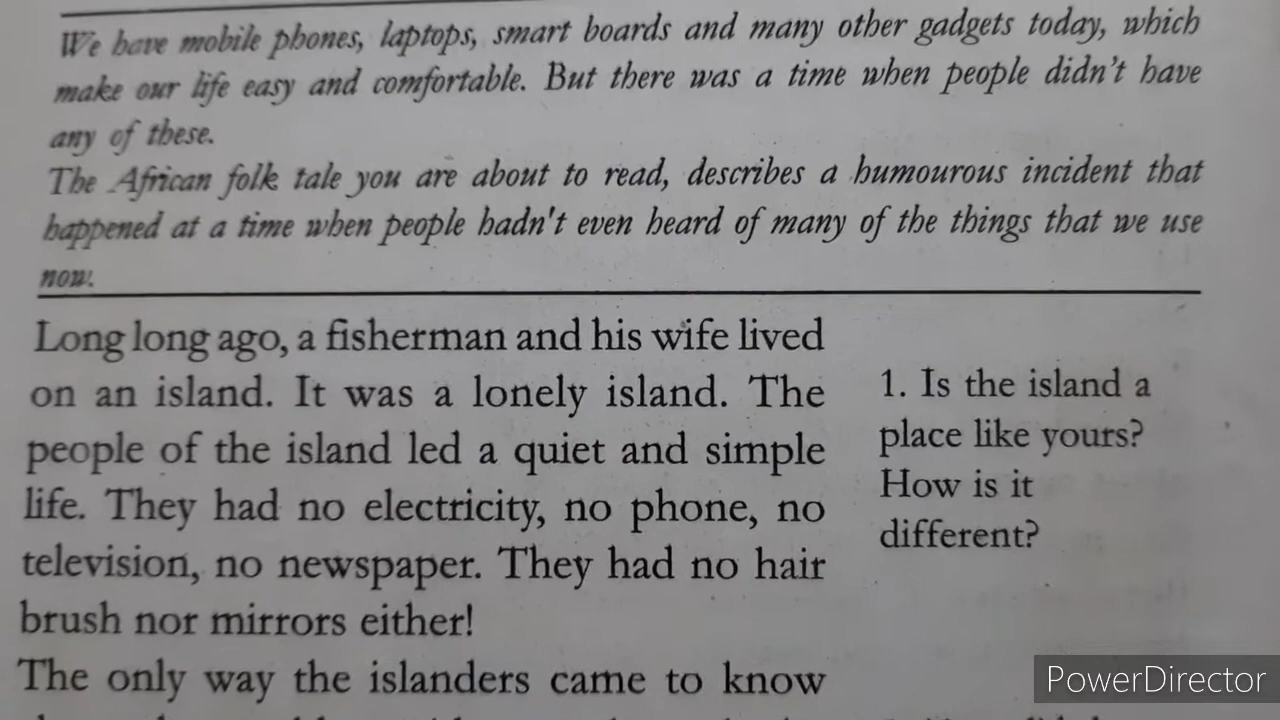 We have mobile phones, laptops, smart boards and many other gadgets today, which
make our life easy and comfortable. But there was a time when people didn't have
any of these.
The African folk tale you are about to read, describes a humourous incident that
happened at a time when people hadn't even heard of many of the things that we use
now.
Long long ago, a fisherman and his wife lived
on an island. It was a lonely island. The
people of the island led a quiet and simple
life. They had no electricity, no phone, no
television, no newspaper. They had no hair
brush nor mirrors either!
The only way the islanders came to know
1. Is the island a
place like yours?
How is it
different?
PowerDirector